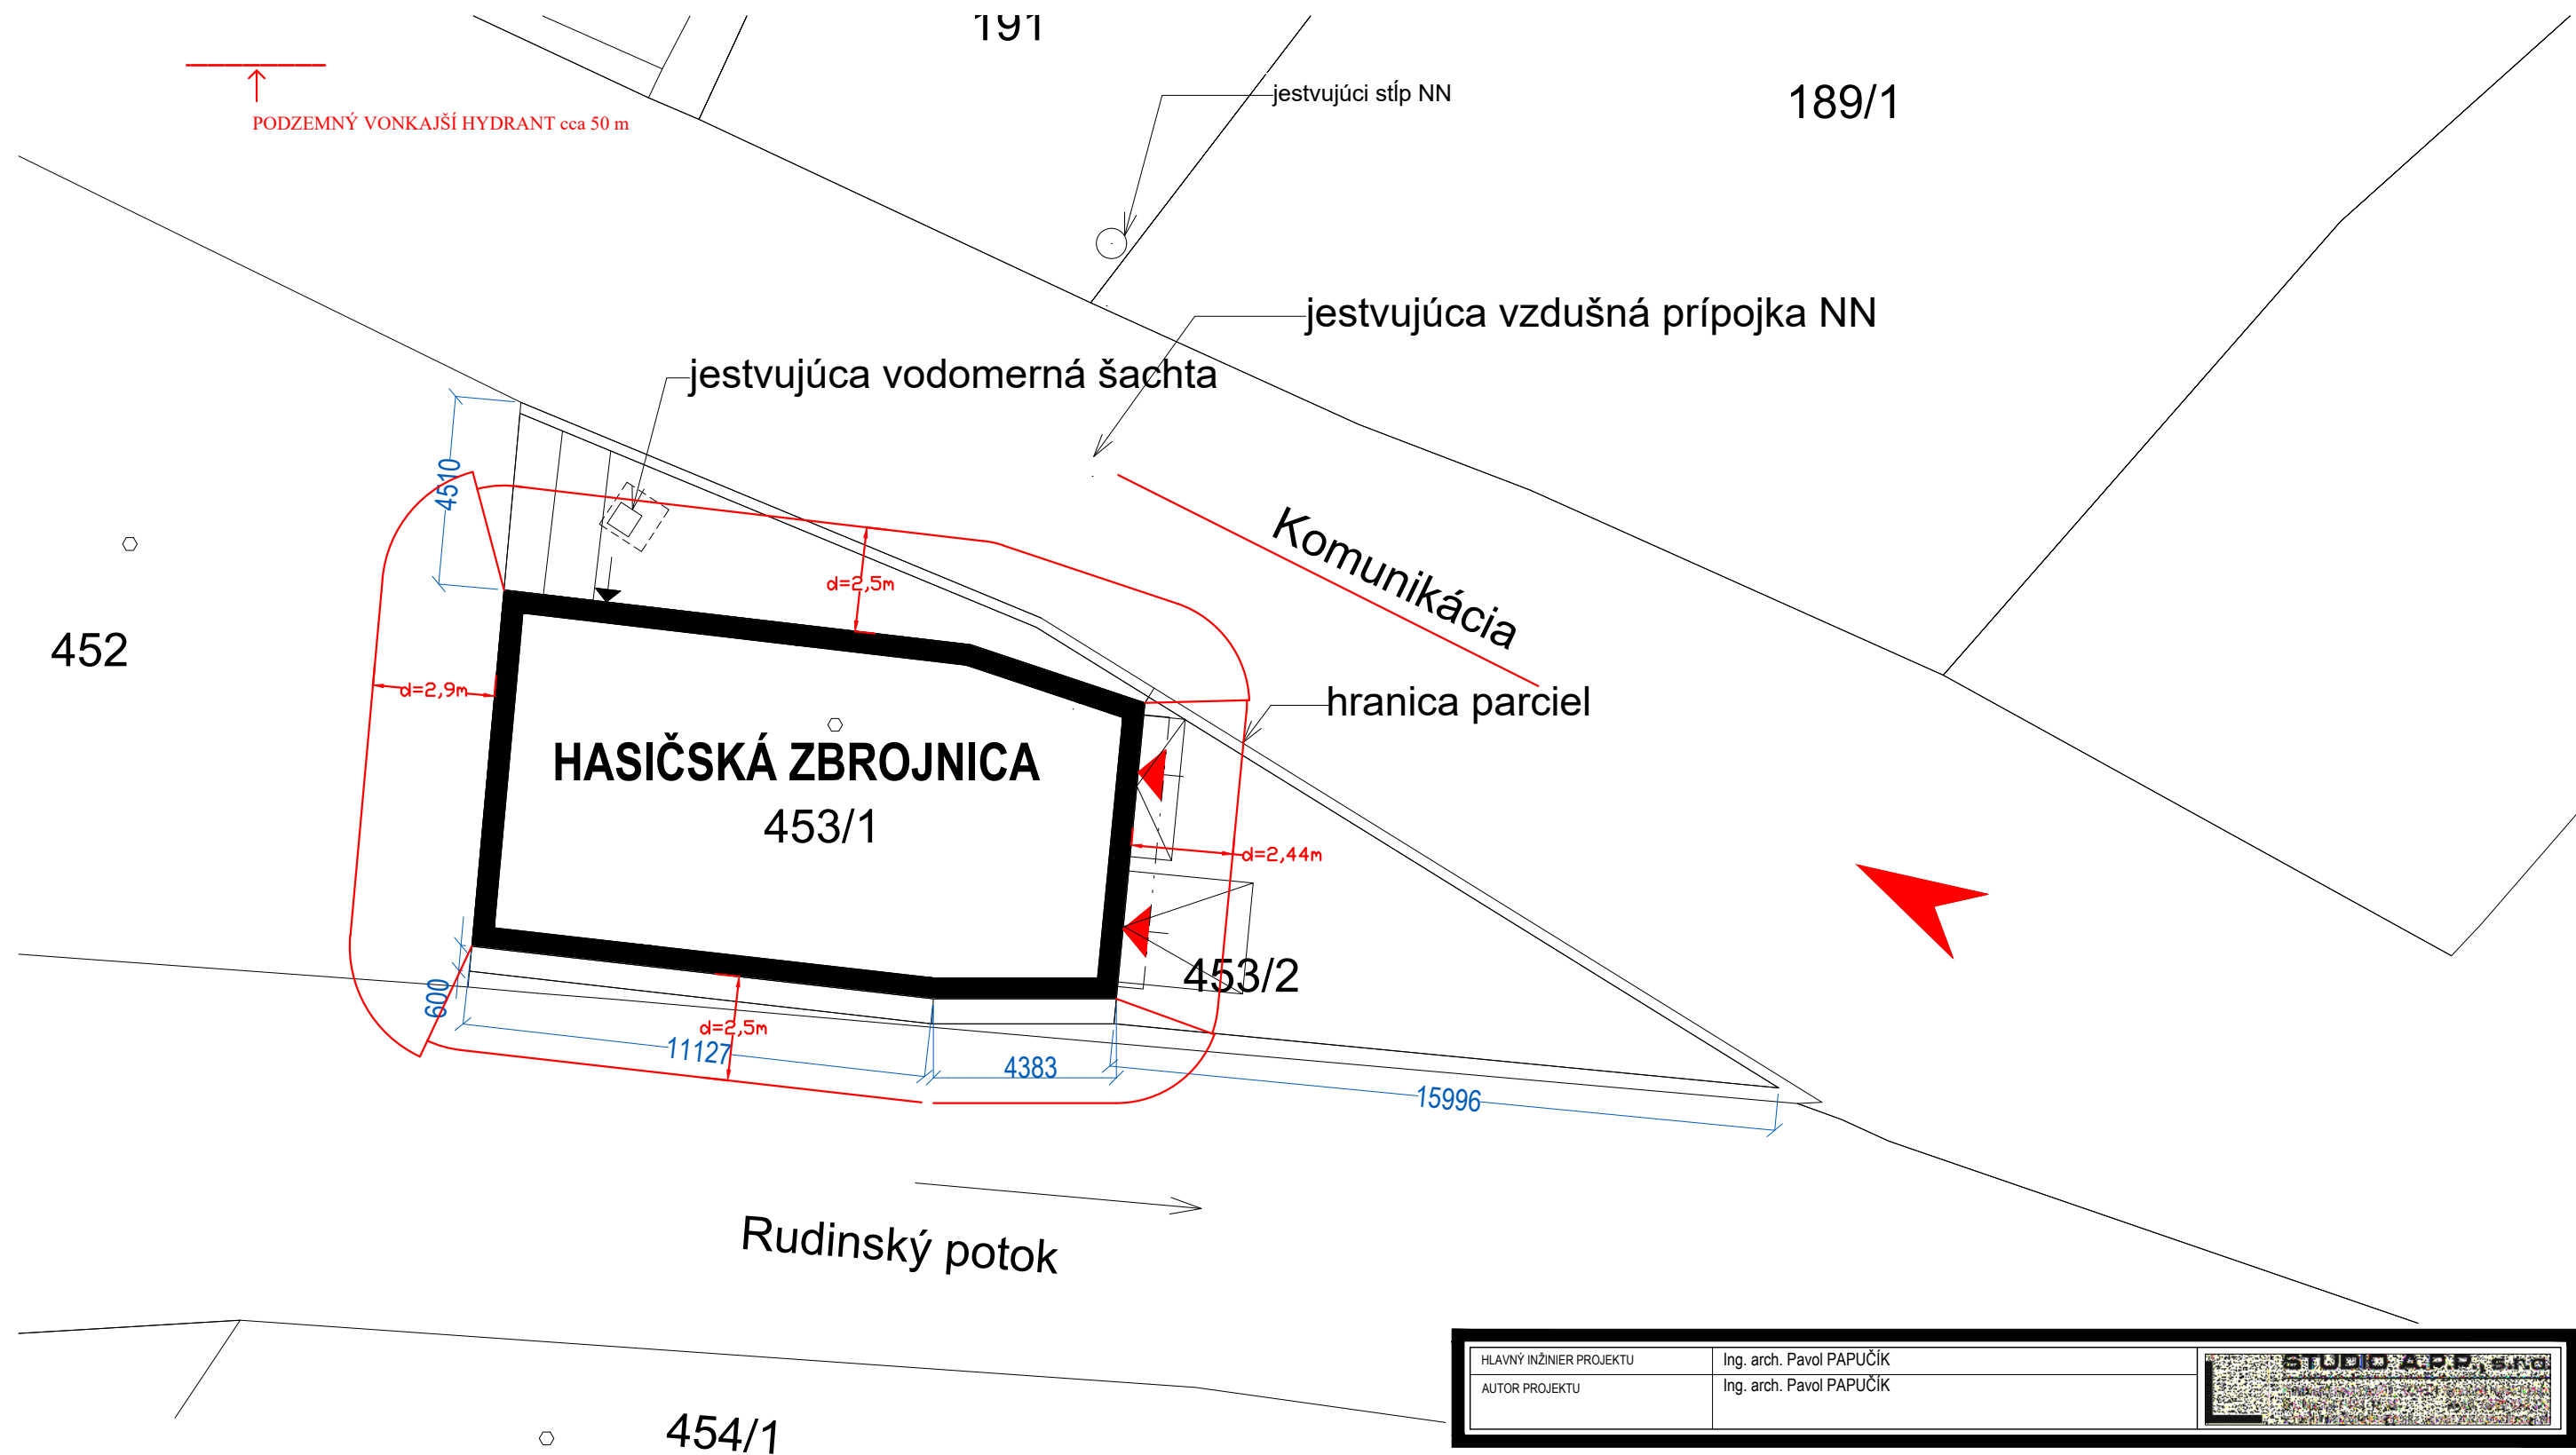 191
jestvujúci stĺp NN
189/1
PODZEMNÝ VONKAJŠÍ HYDRANT cca 50 m
jestvujúca vzdušná prípojka NN
jestvujúca vodomerná šachta
4510
Komunikácia
d=2,5m
452
d=2,9m
hranica parciel
HASIČSKÁ ZBROJNICA
453/1
d=2,44m
453/2
600
d=2,5m
11127
4383
15996
Rudinský potok
454/1
HLAVNÝ INŽINIER PROJEKTU
Ing. arch. Pavol PAPUČÍK
AUTOR PROJEKTU
Ing. arch. Pavol PAPUČÍK
STUDIO A.P.P., s.r.o.